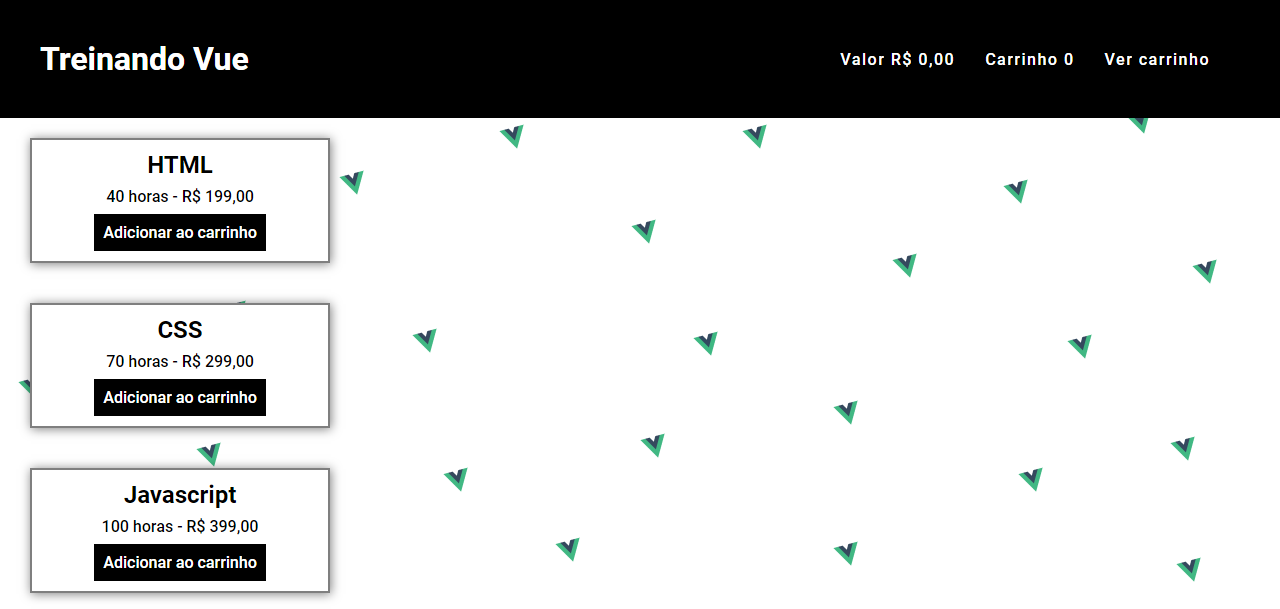 Treinando Vue
Valor R$ 0,00 Carrinho 0 Ver carrinho
HTML
40 horas - R$ 199,00
Adicionar ao carrinho
CSS
70 horas - R$ 299,00
Adicionar ao carrinho
Javascript
100 horas - R$ 399,00
Adicionar ao carrinho